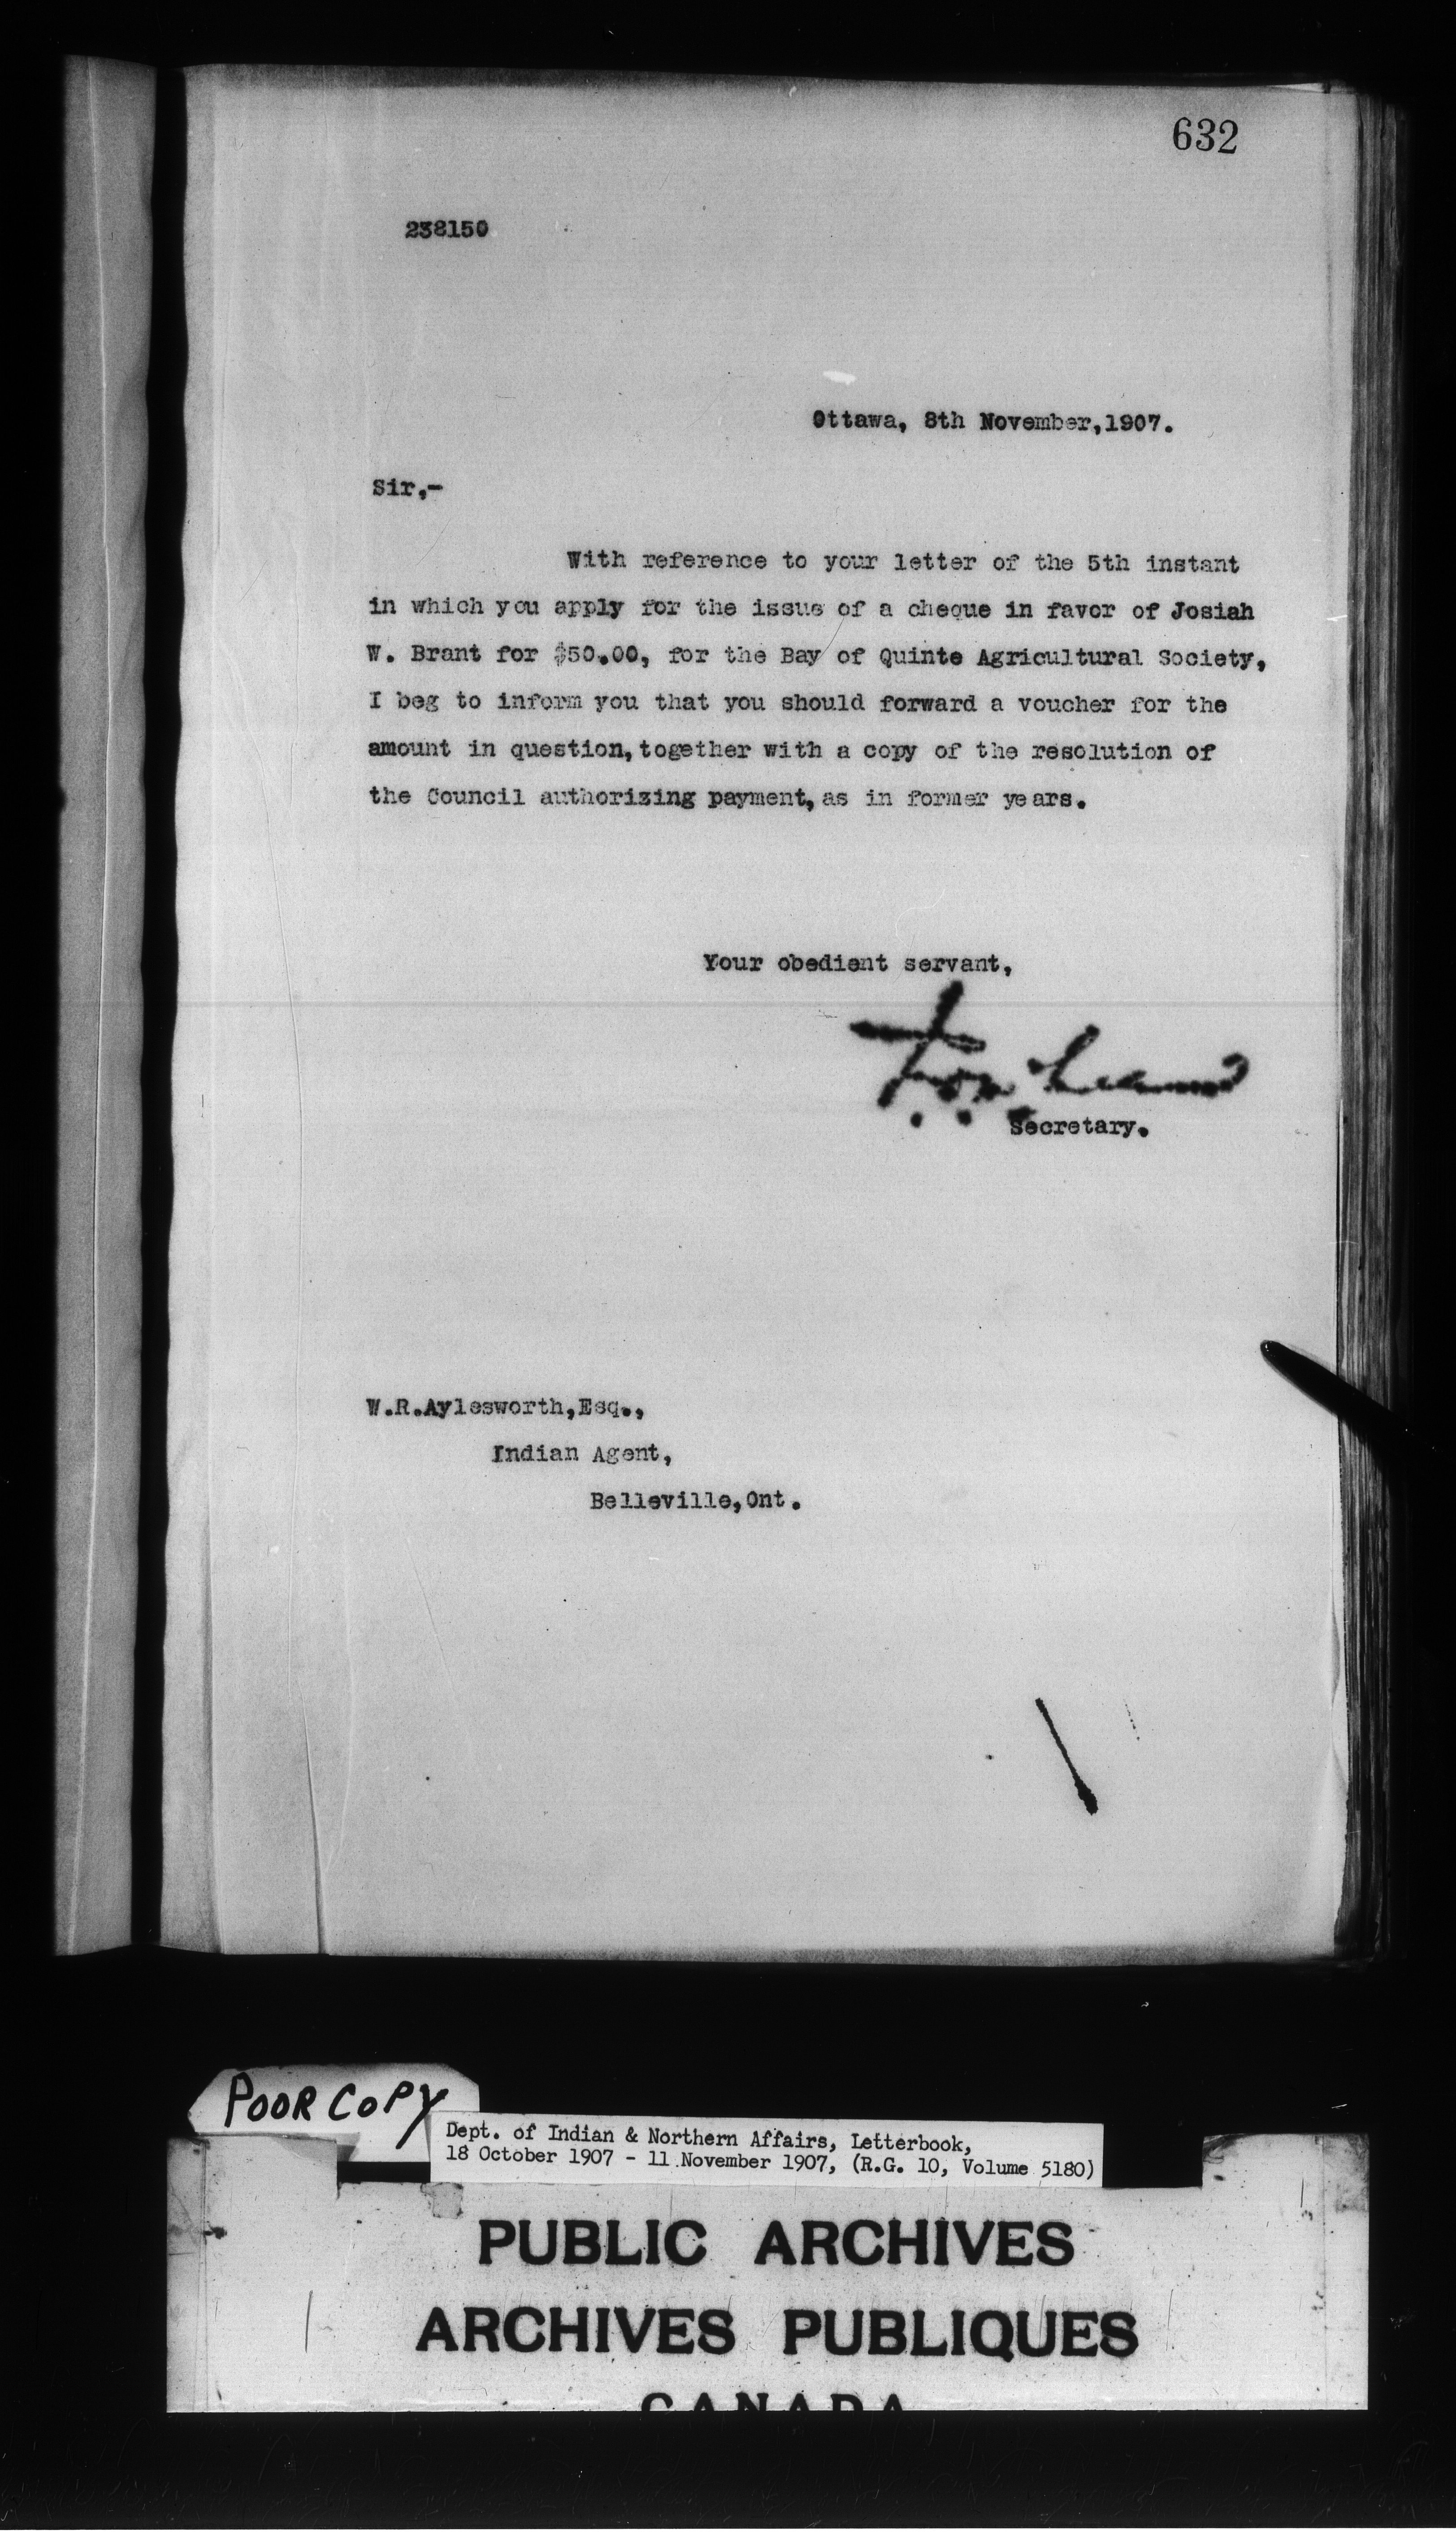 632
238150
Ottawa, 8th November,1907.
Sir,-
With reference to your letter of the 5th instant
in which you apply for the issue of a cheque in favor of Josiah
W. Brant for $50.00, for the Bay of Quinte Agricultural Society,
I beg to inform you that you should forward a voucher for the
amount in question, together with a copy of the resolution of
the Council authorizing payment, as in former years.
Your obedient servant,
Secretary.
W.R.Aylesworth,Esq.,
Indian Agent,
Belleville,Ont.
POOR COPY
Dept. of Indian & Northern Affairs, Letterbook,
18 October 1907 - 11 November 1907, (R.G. 10, Volume 5180)
PUBLIC ARCHIVES
ARCHIVES PUBLIQUES
CANADA